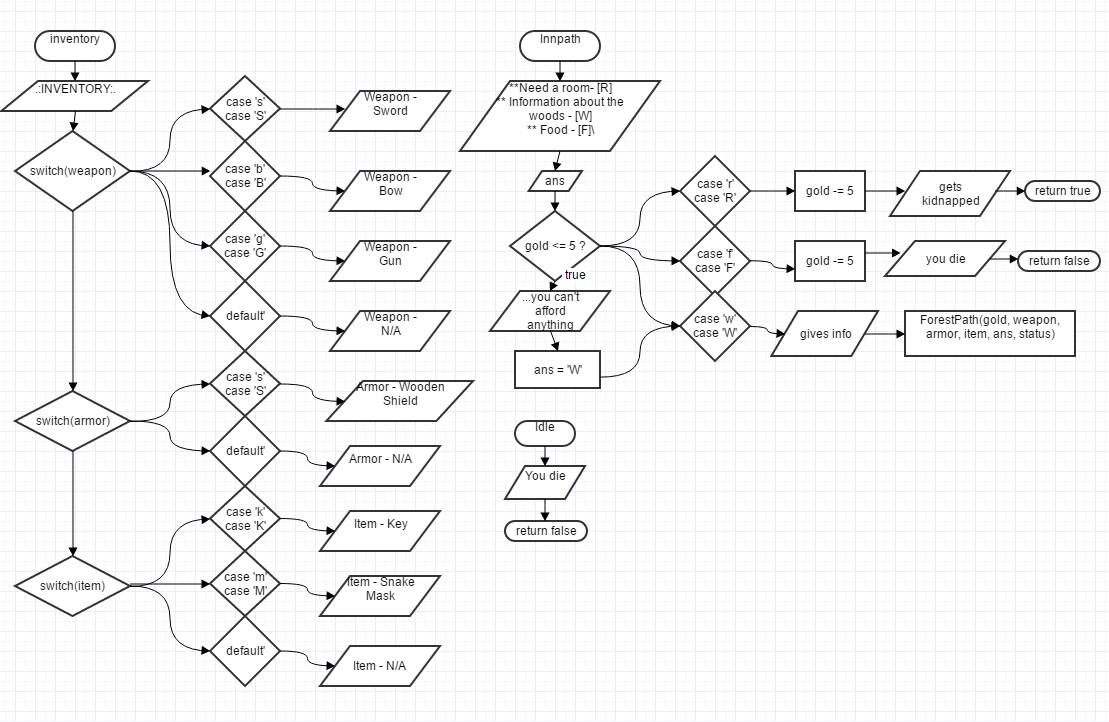 inventory
.:INVENTORY:.
switch(weapon)
case 's'
case 'S'
Weapon -
Sword
case 'b'
case 'B'
Weapon -
Bow
case 'g'
case 'G'
Weapon -
Gun
default'
Weapon -
N/A
switch(armor)
case 's'
case 'S'
Armor - Wooden
Shield
default'
Armor - N/A
switch(item)
case 'k'
case 'K'
Item - Key
case 'm'
case 'M'
Item - Snake
Mask
default'
Item - N/A
Innpath
**Need a room- [R]
** Information about the
woods - [W]
** Food - [F]\
ans
gold <= 5 ?
true
...you can't
afford
anything
ans = 'W'
case 'r'
case 'R'
gold -= 5
gets
kidnapped
return true
case 'f'
case 'F'
gold -= 5
you die
return false
case 'w'
case 'W'
gives info
ForestPath(gold, weapon,
armor, item, ans, status)
Idle
You die
return false